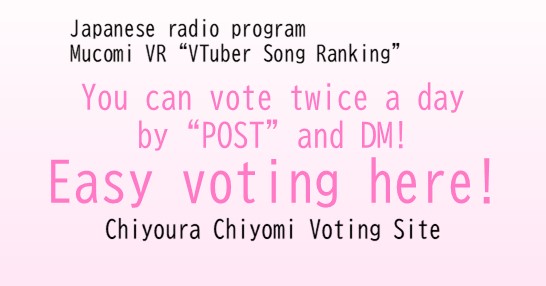 Japanese radio program
Mucomi VR “VTuber Song Ranking”
You can vote twice a day
by “POST” and DM!
Easy voting here!
Chiyoura Chiyomi Voting Site